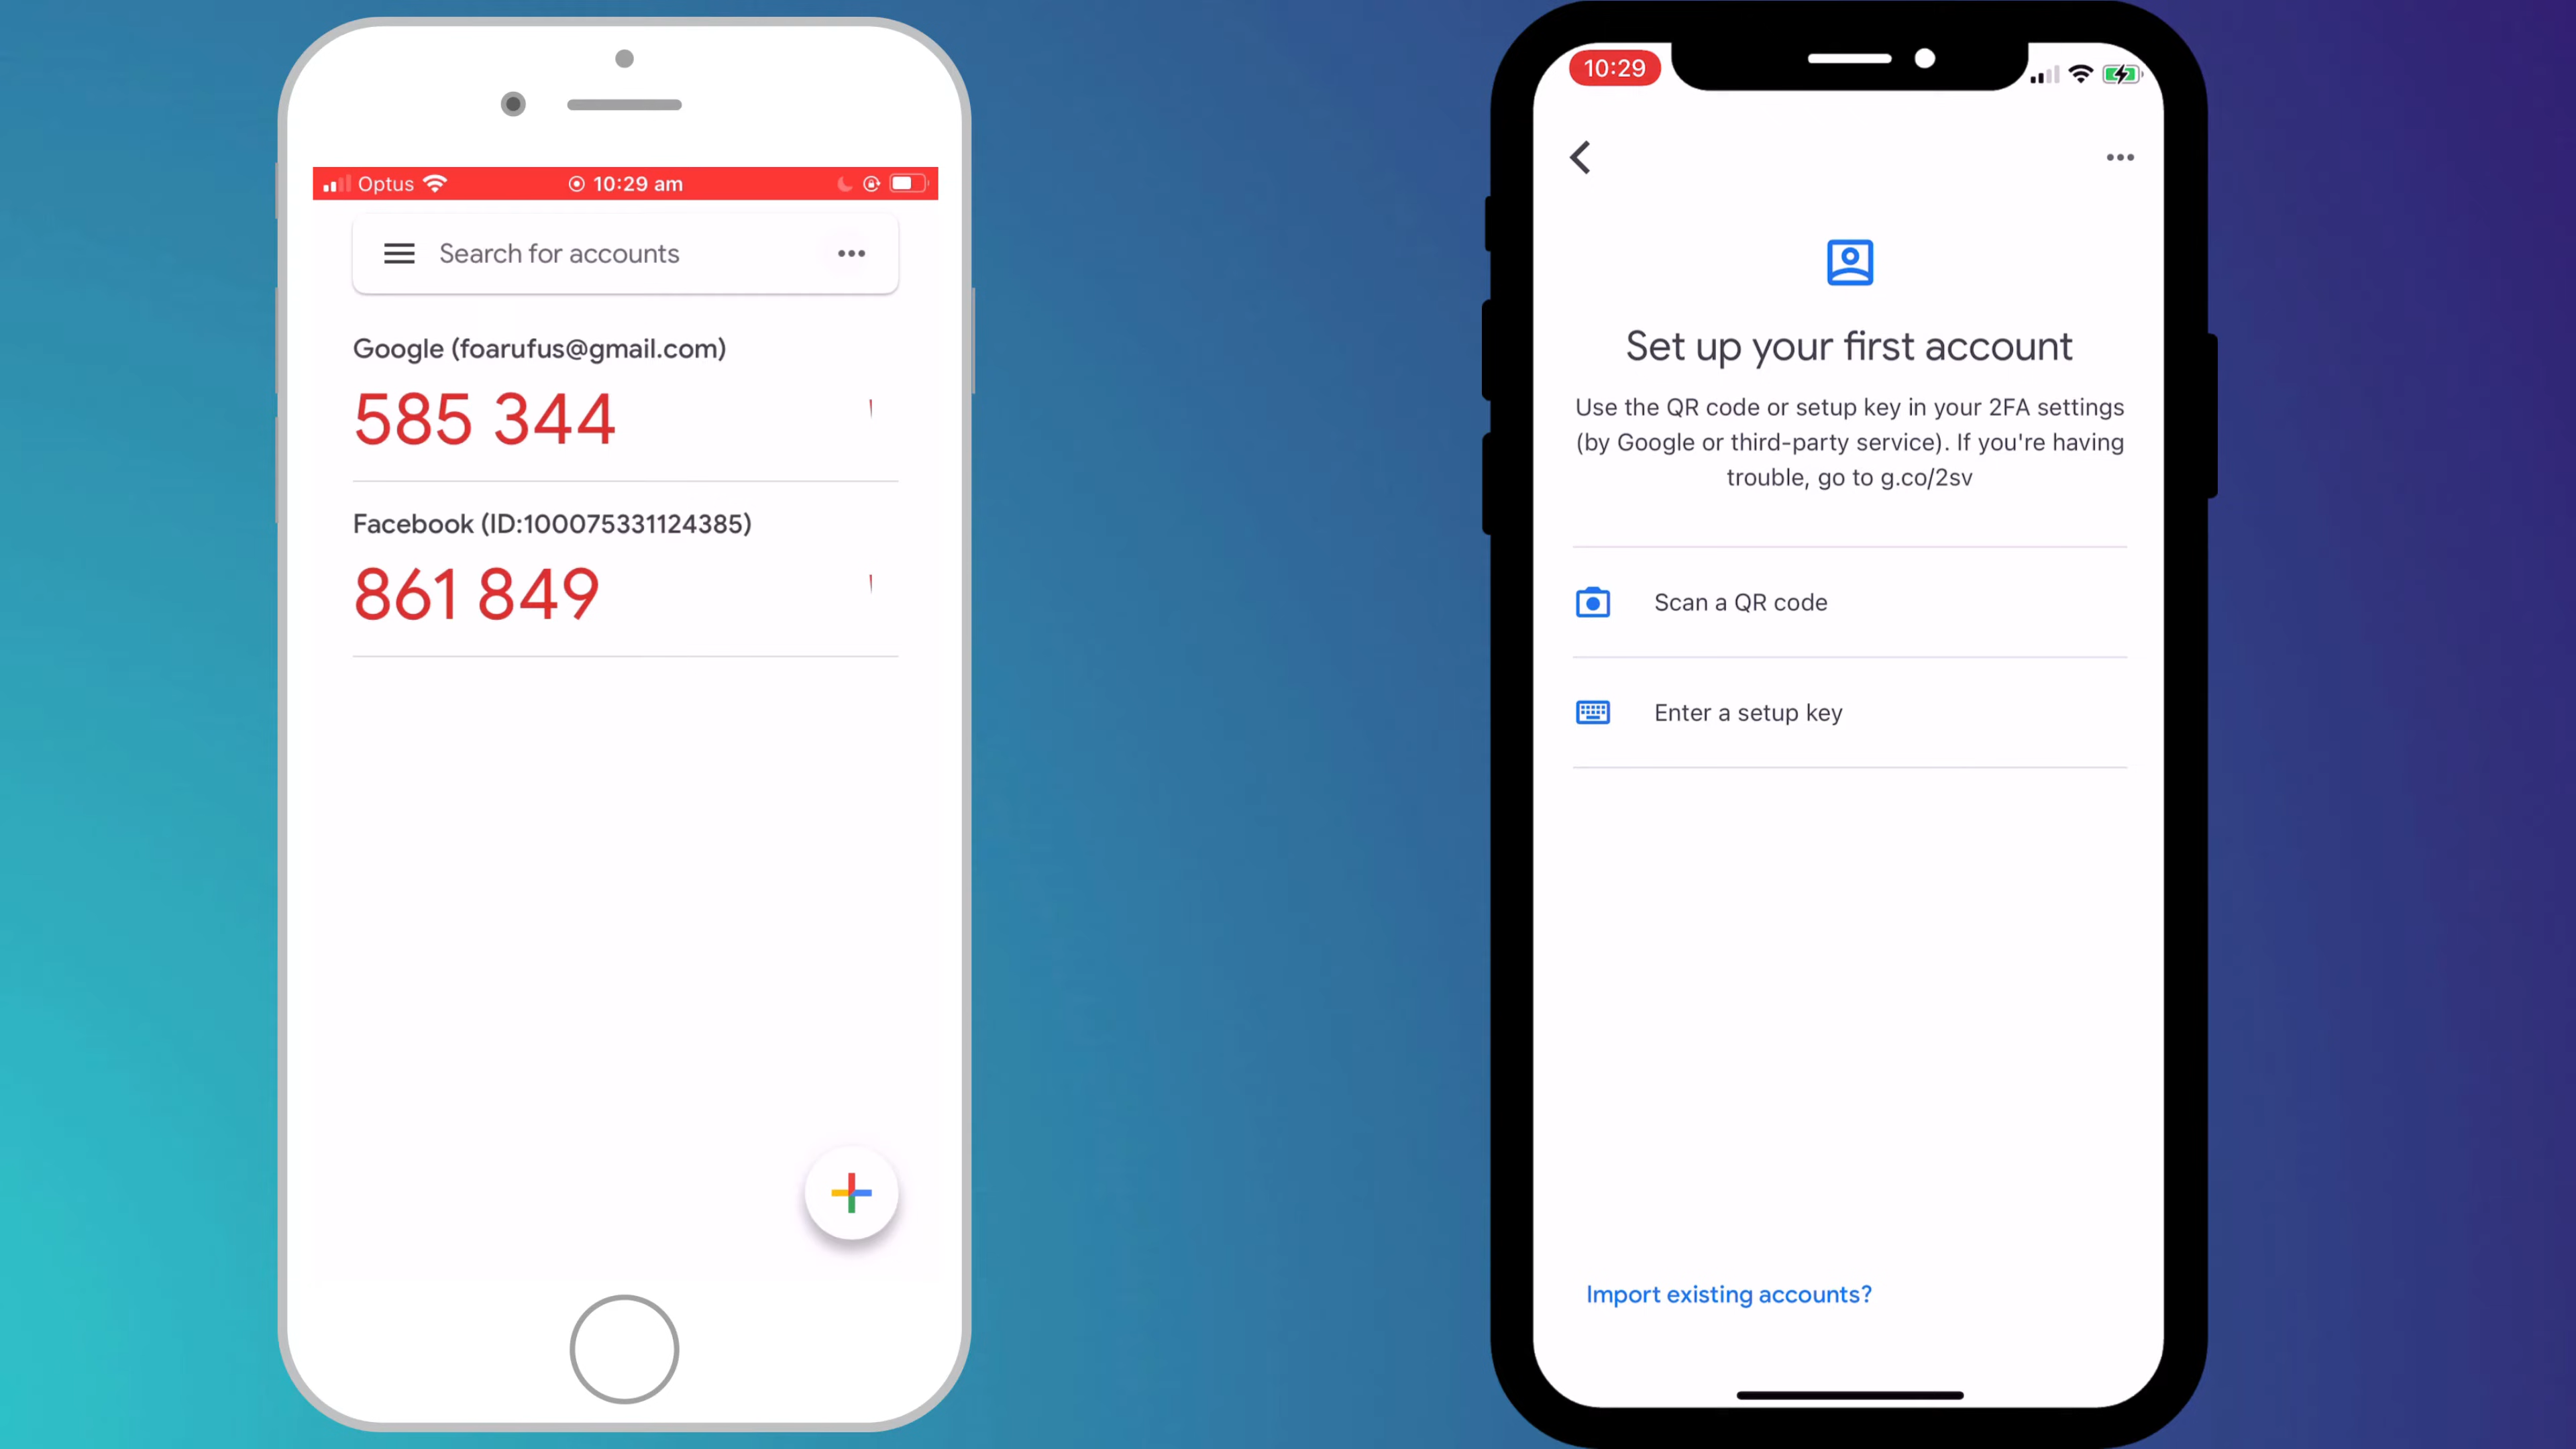 Optus
10:29 am
Search for accounts
Google (foarufus@gmail.com)
585 344
Facebook (ID:100075331124385)
861 849
10:29
Set up your first account
Use the QR code or setup key in your 2FA settings
(by Google or third-party service). If you're having
trouble, go to g.co/2sv
Scan a QR code
Enter a setup key
Import existing accounts?